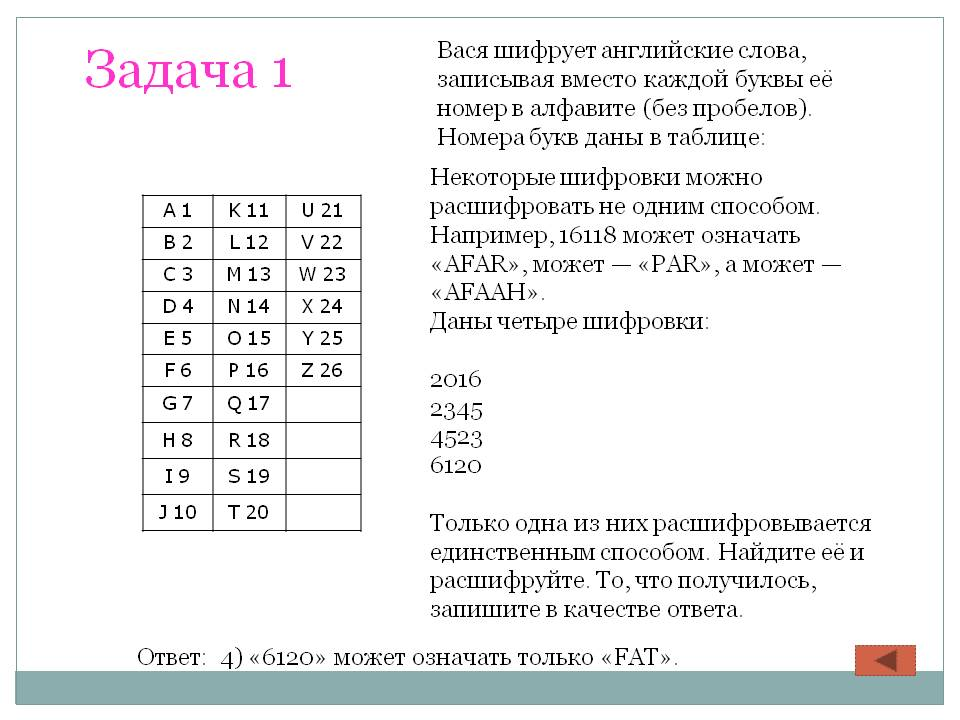 Задача 1
Вася шифрует английские слова,
записывая вместо каждой буквы её
номер в алфавите (без пробелов).
Номера букв даны в таблице:
A 1 K 11 U 21
B 2 L 12 V 22
C 3 M 13 W 23
D 4 N 14 X 24
E 5 O 15 Y 25
F 6 P 16 Z 26
G 7 Q 17
H 8 R 18
I 9 S 19
J 10 T 20
Некоторые шифровки можно
расшифровать не одним способом.
Например, 16118 может означать
«AFAR», может — «PAR», а может —
«AFAAH».
Даны четыре шифровки:
2016
2345
4523
6120
Только одна из них расшифровывается
единственным способом. Найдите её и
расшифруйте. То, что получилось,
запишите в качестве ответа.
Ответ: 4) «6120» может означать только «FAT».